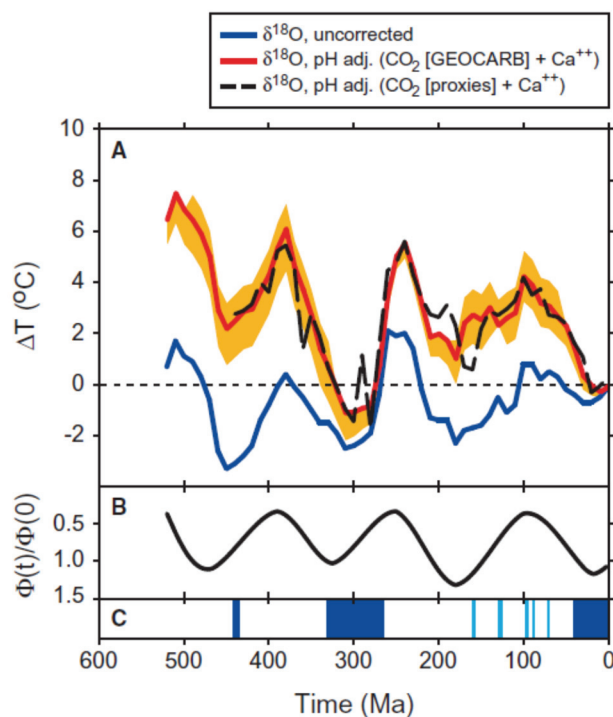 δ¹⁸O, uncorrected
δ¹⁸O, pH adj. (CO₂ [GEOCARB] + Ca⁺⁺)
δ¹⁸O, pH adj. (CO₂ [proxies] + Ca⁺⁺)
A
10
8
6
4
2
0
-2
ΔT (ºC)
B
0.5
1.0
1.5
Φ(t)/Φ(0)
C
600 500 400 300 200 100 0
Time (Ma)